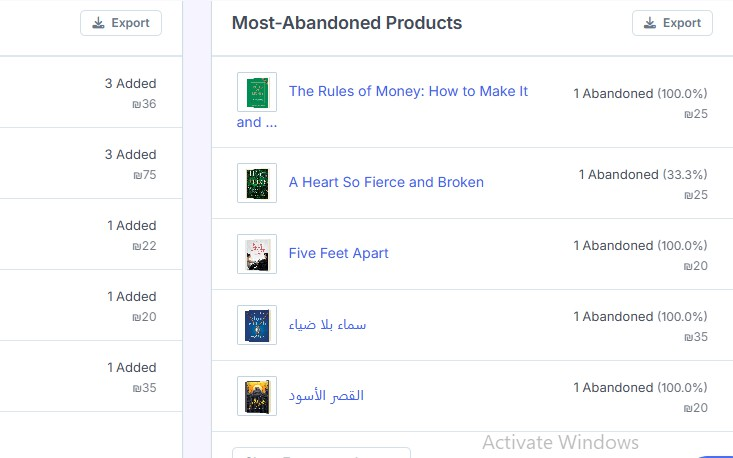 Export
3 Added
₪36
3 Added
₪75
1 Added
₪22
1 Added
₪20
1 Added
₪35
Most-Abandoned Products
Export
The Rules of Money: How to Make It
and ...
1 Abandoned (100.0%)
₪25
A Heart So Fierce and Broken
1 Abandoned (33.3%)
₪25
Five Feet Apart
1 Abandoned (100.0%)
₪20
سماء بلا ضياء
1 Abandoned (100.0%)
₪35
القصر الأسود
1 Abandoned (100.0%)
₪20
Activate Windows